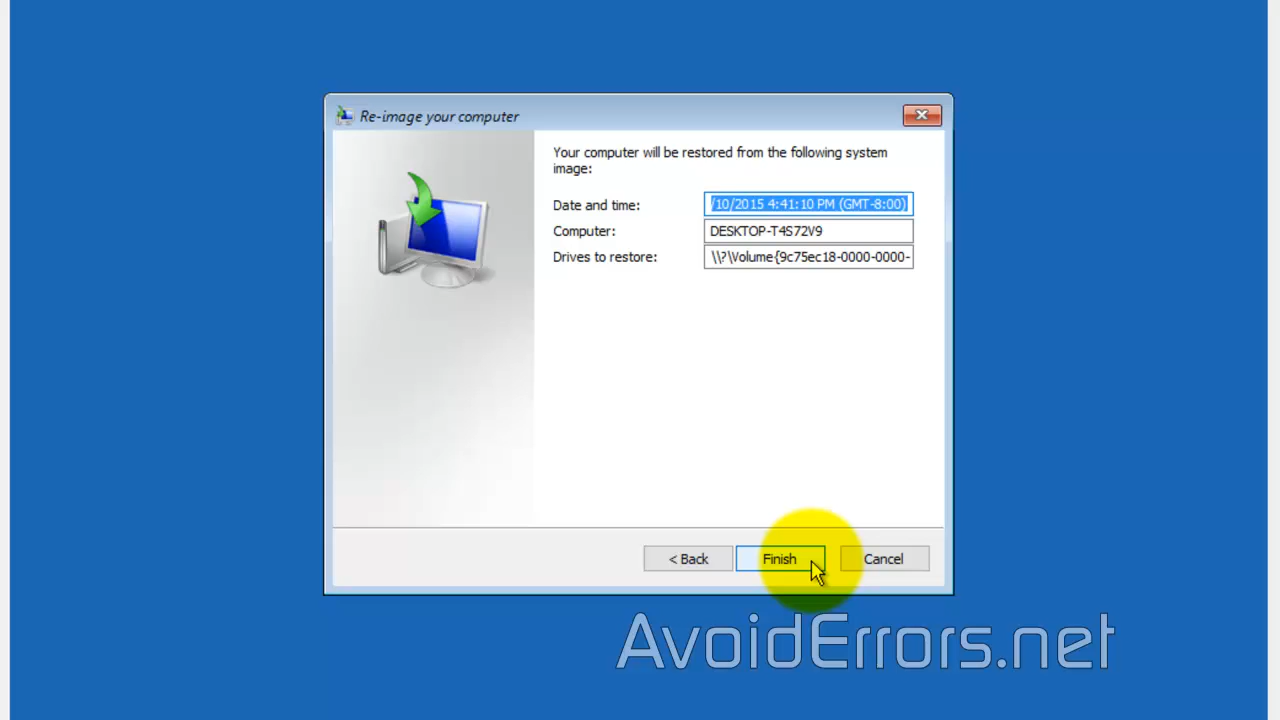 Re-image your computer
Your computer will be restored from the following system
image:
Date and time: /10/2015 4:41:10 PM (GMT-8:00)
Computer: DESKTOP-T4S72V9
Drives to restore: \\?\Volume{9c75ec18-0000-0000-
< Back Finish Cancel
AvoidErrors.net